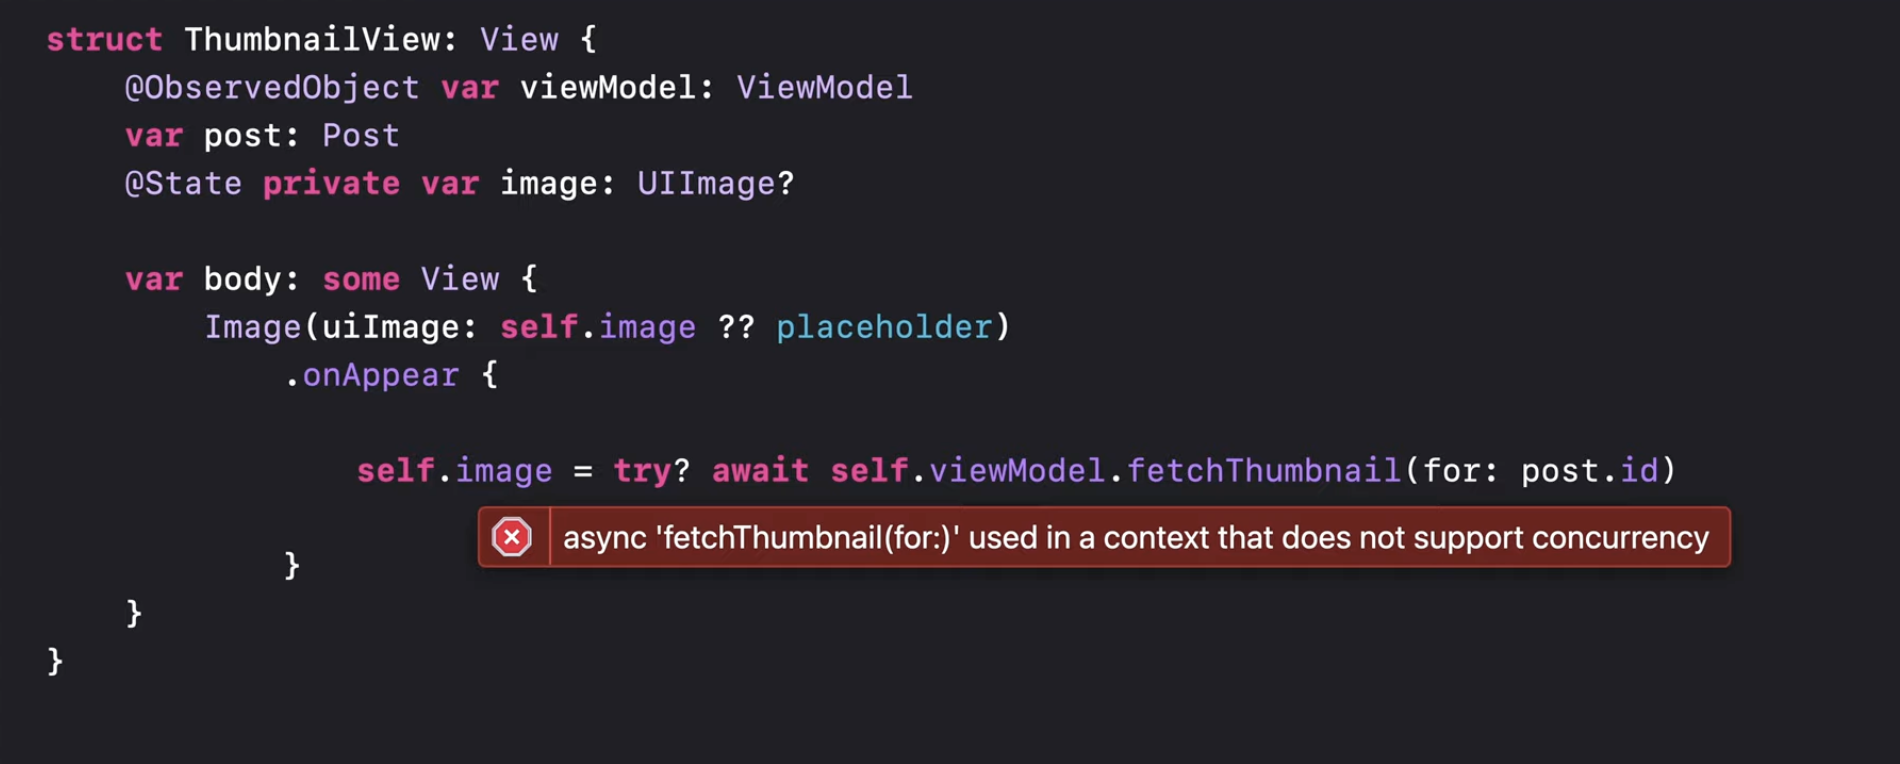 struct ThumbnailView: View {
@ObservedObject var viewModel: ViewModel
var post: Post
@State private var image: UIImage?
var body: some View {
Image(uiImage: self.image ?? placeholder)
.onAppear {
self.image = try? await self.viewModel.fetchThumbnail(for: post.id)
async 'fetchThumbnail(for:)' used in a context that does not support concurrency
}
}
}